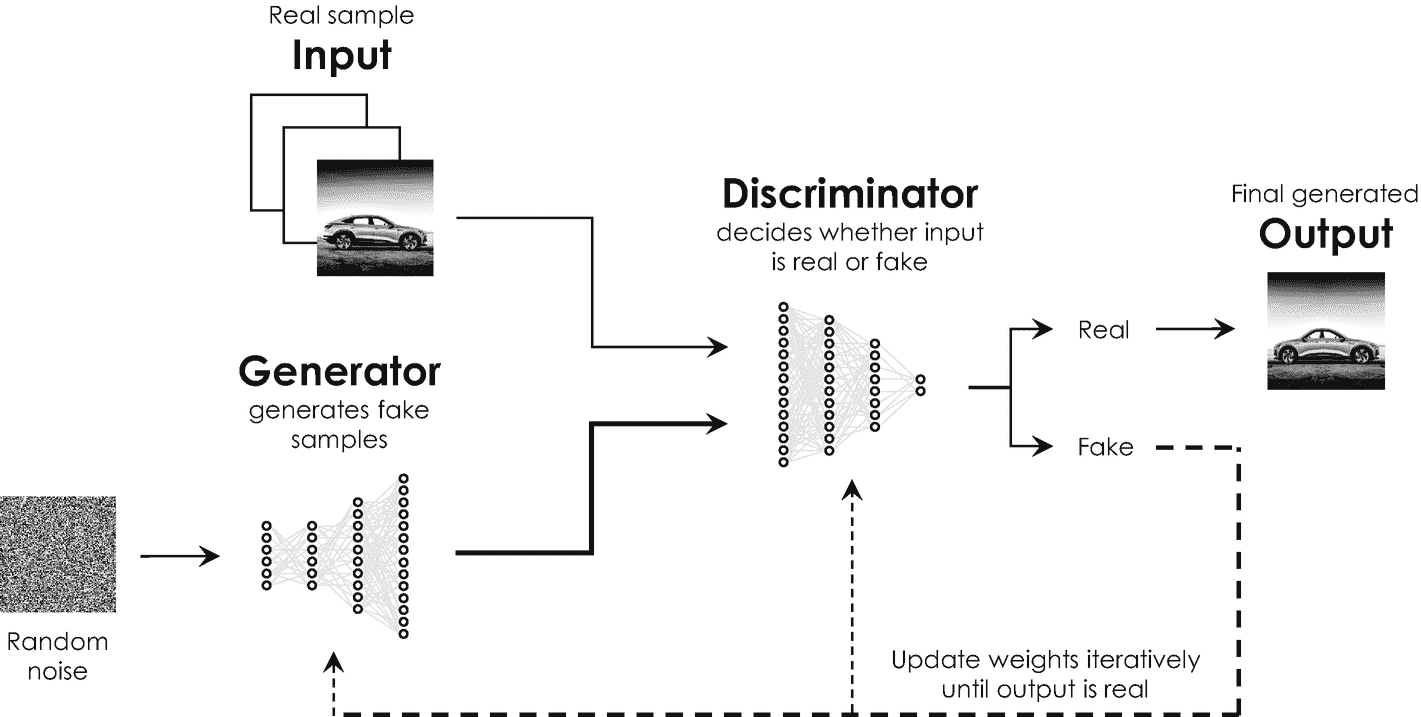 Real sample
Input
Discriminator
decides whether input
is real or fake
Final generated
Output
Generator
generates fake
samples
Real
Fake
Random
noise
Update weights iteratively
until output is real